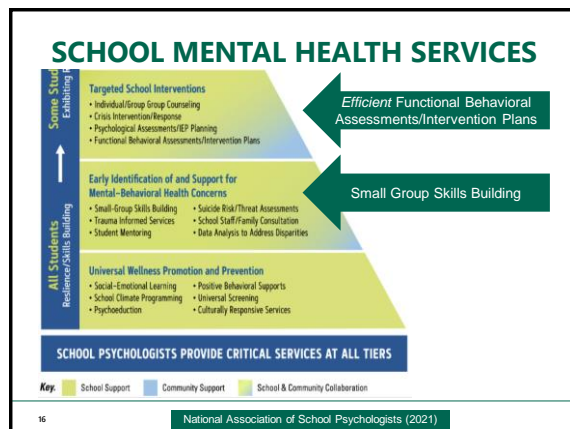 SCHOOL MENTAL HEALTH SERVICES
Some Stud
Exhibiting
Targeted School Interventions
• Individual/Group Group Counseling
• Crisis Intervention/Response
• Psychological Assessments/IEP Planning
• Functional Behavioral Assessments/Intervention Plans
Efficient Functional Behavioral
Assessments/Intervention Plans
All Students
Reslience/Skills Building
Early Identification of and Support for
Mental-Behavioral Health Concerns
• Small-Group Skills Building
• Trauma Informed Services
• Student Mentoring
• Suicide Risk/Threat Assessments
• School Staff/Family Consultation
• Data Analysis to Address Disparities
Small Group Skills Building
Universal Wellness Promotion and Prevention
• Social-Emotional Learning
• School Climate Programming
• Psychoeduction
• Positive Behavioral Supports
• Universal Screening
• Culturally Responsive Services
SCHOOL PSYCHOLOGISTS PROVIDE CRITICAL SERVICES AT ALL TIERS
Key. School Support Community Support School & Community Collaboration
16
National Association of School Psychologists (2021)